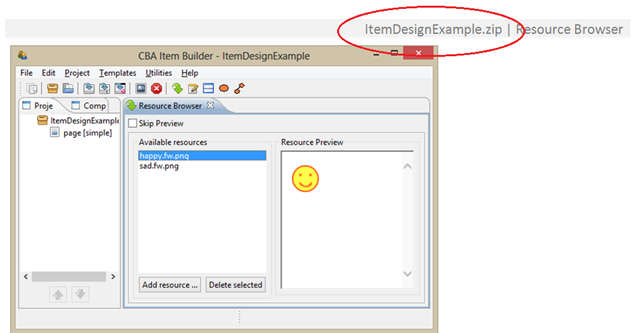 ItemDesignExample.zip | Resource Browser
CBA Item Builder - ItemDesignExample
File Edit Project Templates Utilities Help
Proje Comp Resource Browser
ItemDesignExample
page [simple]
Skip Preview
Available resources
happy.fw.png
sad.fw.png
Resource Preview
Add resource ... Delete selected